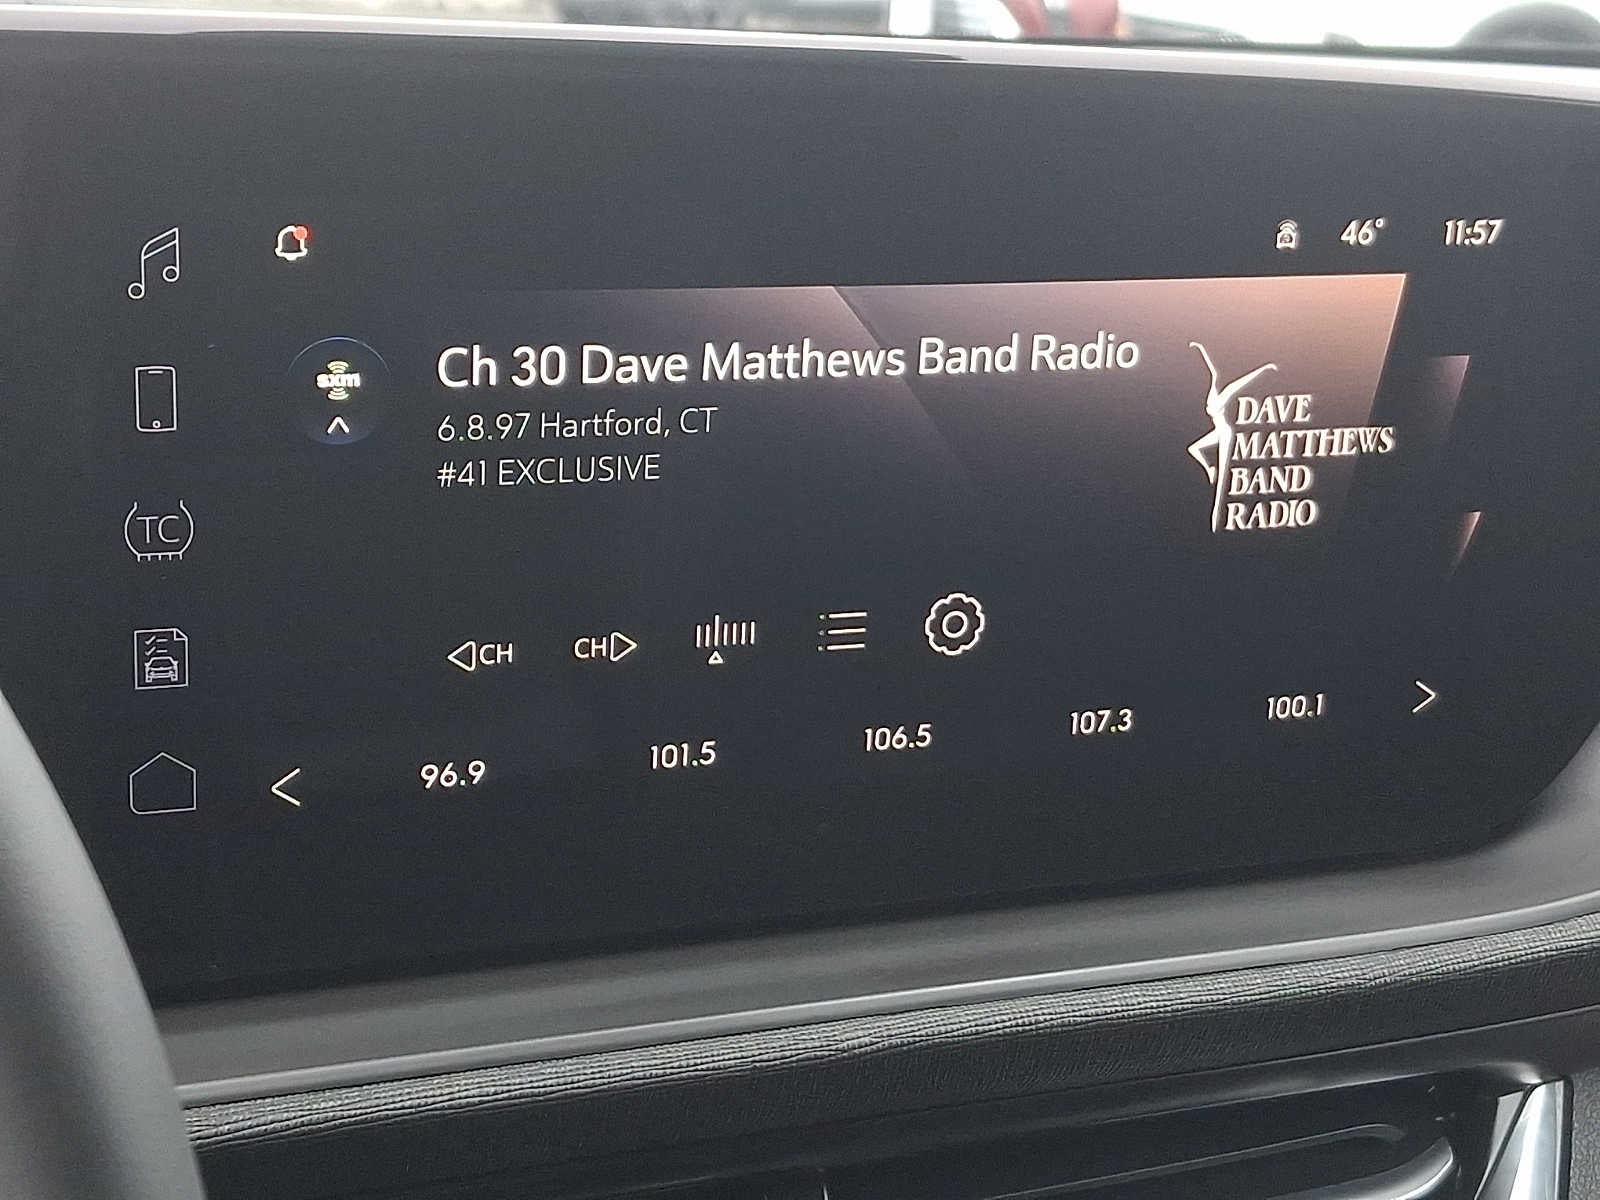 46° 11:57
sxm
Ch 30 Dave Matthews Band Radio
6.8.97 Hartford, CT
#41 EXCLUSIVE
DAVE
MATTHEWS
BAND
RADIO
TC
CH CH
96.9 101.5 106.5 107.3 100.1